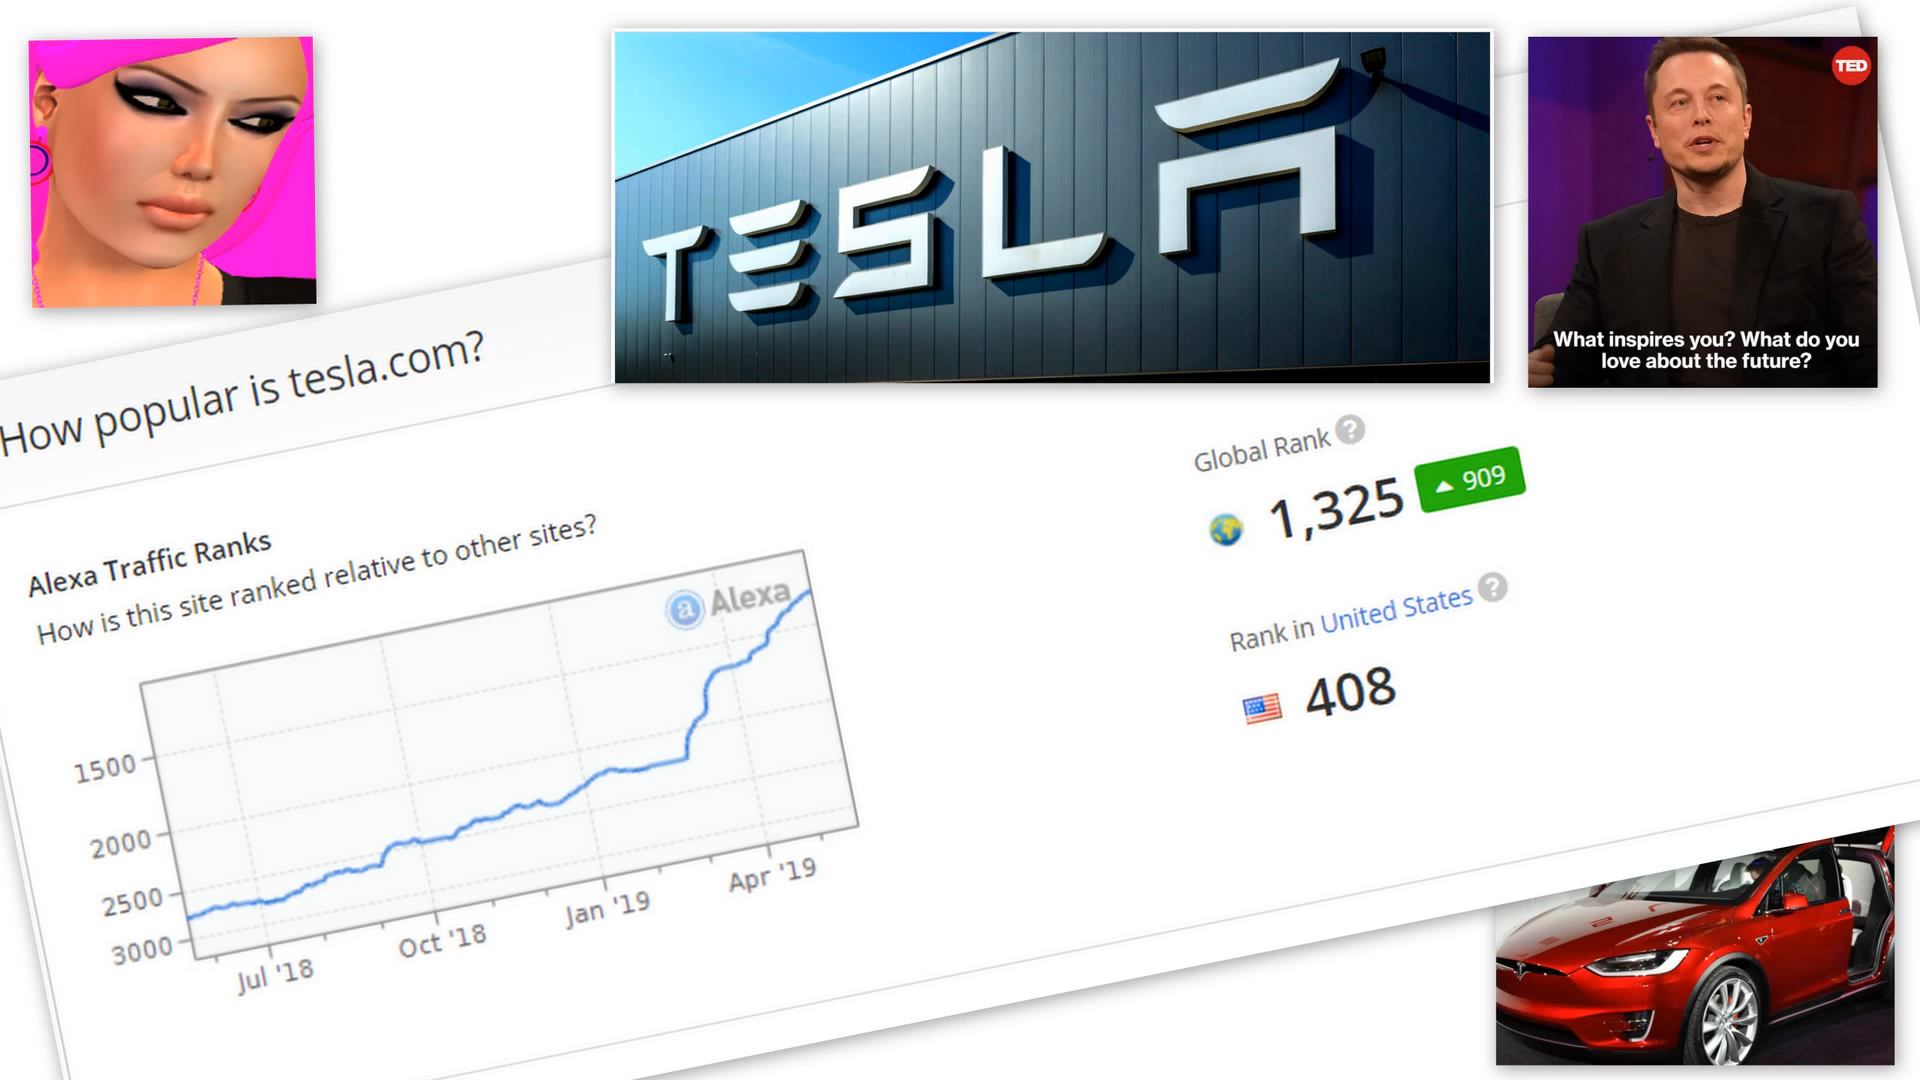 TESLA
TED
What inspires you? What do you
love about the future?
How popular is tesla.com?
Alexa Traffic Ranks
How is this site ranked relative to other sites?
a Alexa
1500
2000
2500
3000
Jul '18
Oct '18
Jan '19
Apr '19
Global Rank ?
1,325 909
Rank in United States ?
408